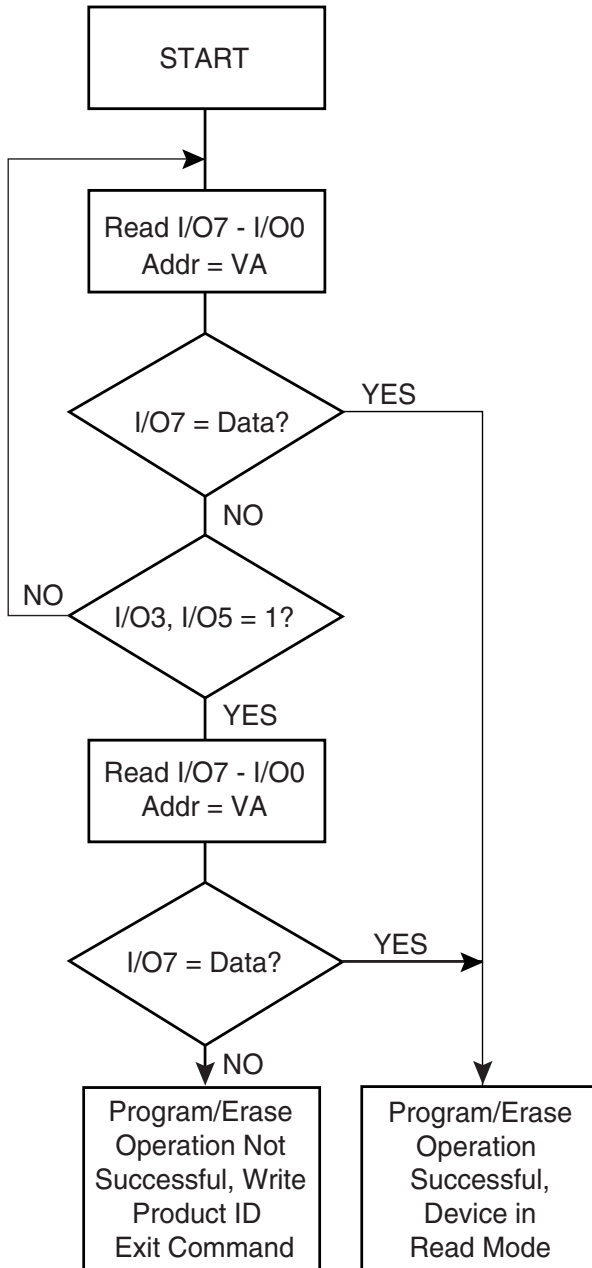 START
Read I/O7 - I/O0
Addr = VA
I/O7 = Data?
YES
NO
NO
I/O3, I/O5 = 1?
YES
Read I/O7 - I/O0
Addr = VA
I/O7 = Data?
YES
NO
Program/Erase
Operation Not
Successful, Write
Product ID
Exit Command
Program/Erase
Operation
Successful,
Device in
Read Mode